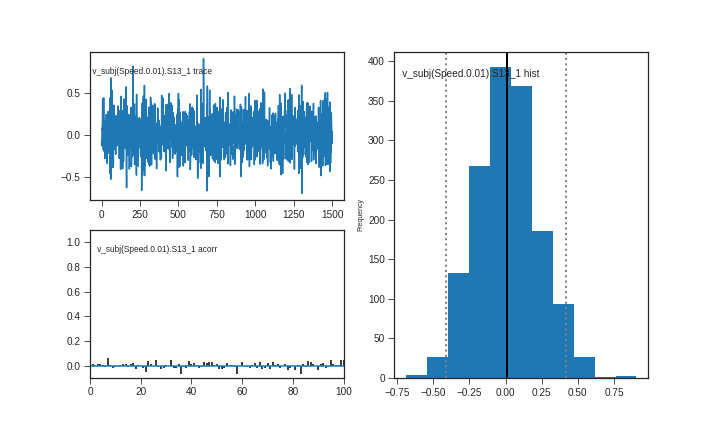 v_subj(Speed.0.01).S13_1 trace
0.5
0.0
−0.5
0 250 500 750 1000 1250 1500
v_subj(Speed.0.01).S13_1 acorr
1.0
0.8
0.6
0.4
0.2
0.0
0 20 40 60 80 100
v_subj(Speed.0.01).S13_1 hist
Frequency
400
350
300
250
200
150
100
50
0
−0.75 −0.50 −0.25 0.00 0.25 0.50 0.75